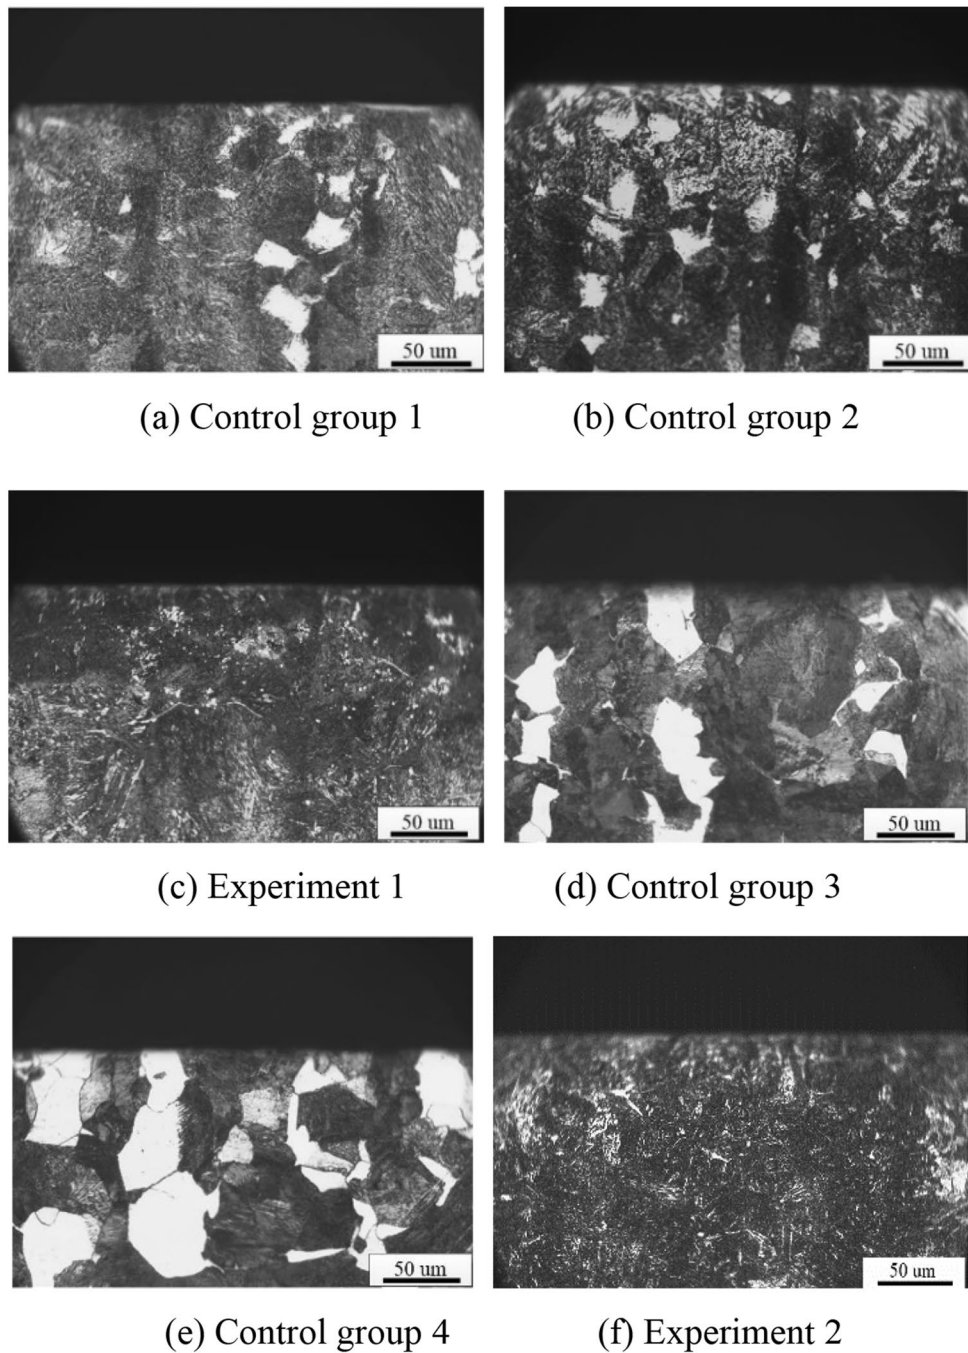 50 um
50 um
(a) Control group 1
(b) Control group 2
50 um
50 um
(c) Experiment 1
(d) Control group 3
50 um
50 um
(e) Control group 4
(f) Experiment 2